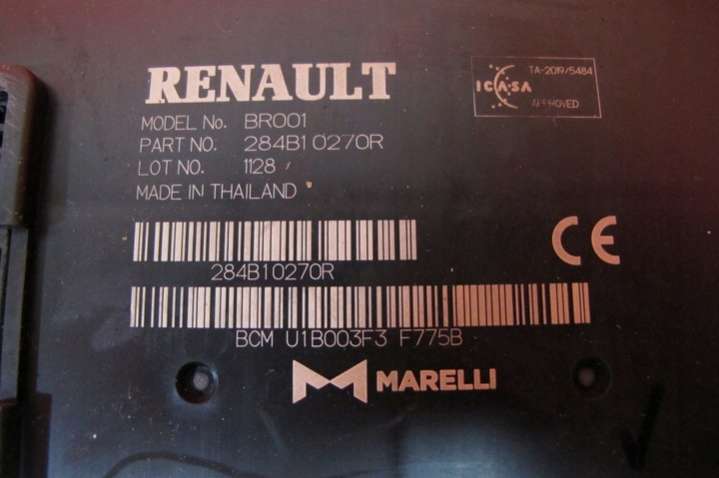 RENAULT
MODEL No. BR001
PART NO. 284B10270R
LOT NO. 1128
MADE IN THAILAND
TA-2019/5484
ICASA
APPROVED
284B10270R
CE
BCM U1B003F3 F775B
MARELLI